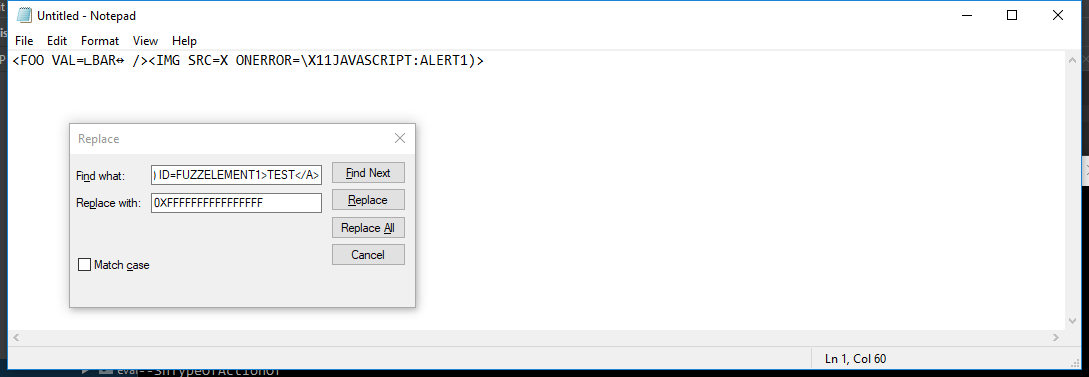 Untitled - Notepad
File Edit Format View Help
<FOO VAL=∟BAR↔ /><IMG SRC=X ONERROR=\X11JAVASCRIPT:ALERT1)>
Replace
Find what: )ID=FUZZELEMENT1>TEST</A>
Find Next
Replace with: 0XFFFFFFFFFFFFFFFF
Replace
Replace All
Cancel
Match case
Ln 1, Col 60